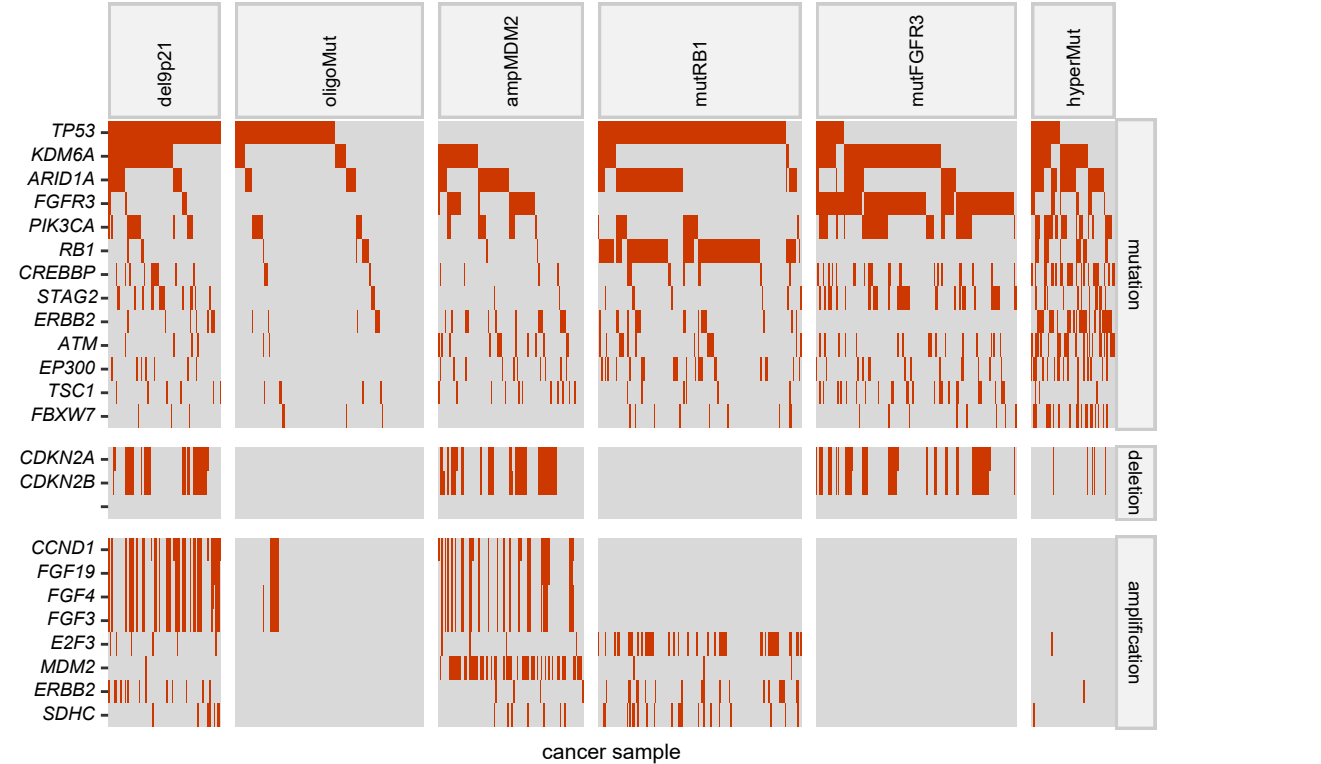 del9p21
oligoMut
ampMDM2
mutRB1
mutFGFR3
hyperMut
TP53
KDM6A
ARID1A
FGFR3
PIK3CA
RB1
CREBBP
STAG2
ERBB2
ATM
EP300
TSC1
FBXW7
mutation
CDKN2A
CDKN2B
deletion
CCND1
FGF19
FGF4
FGF3
E2F3
MDM2
ERBB2
SDHC
amplification
cancer sample